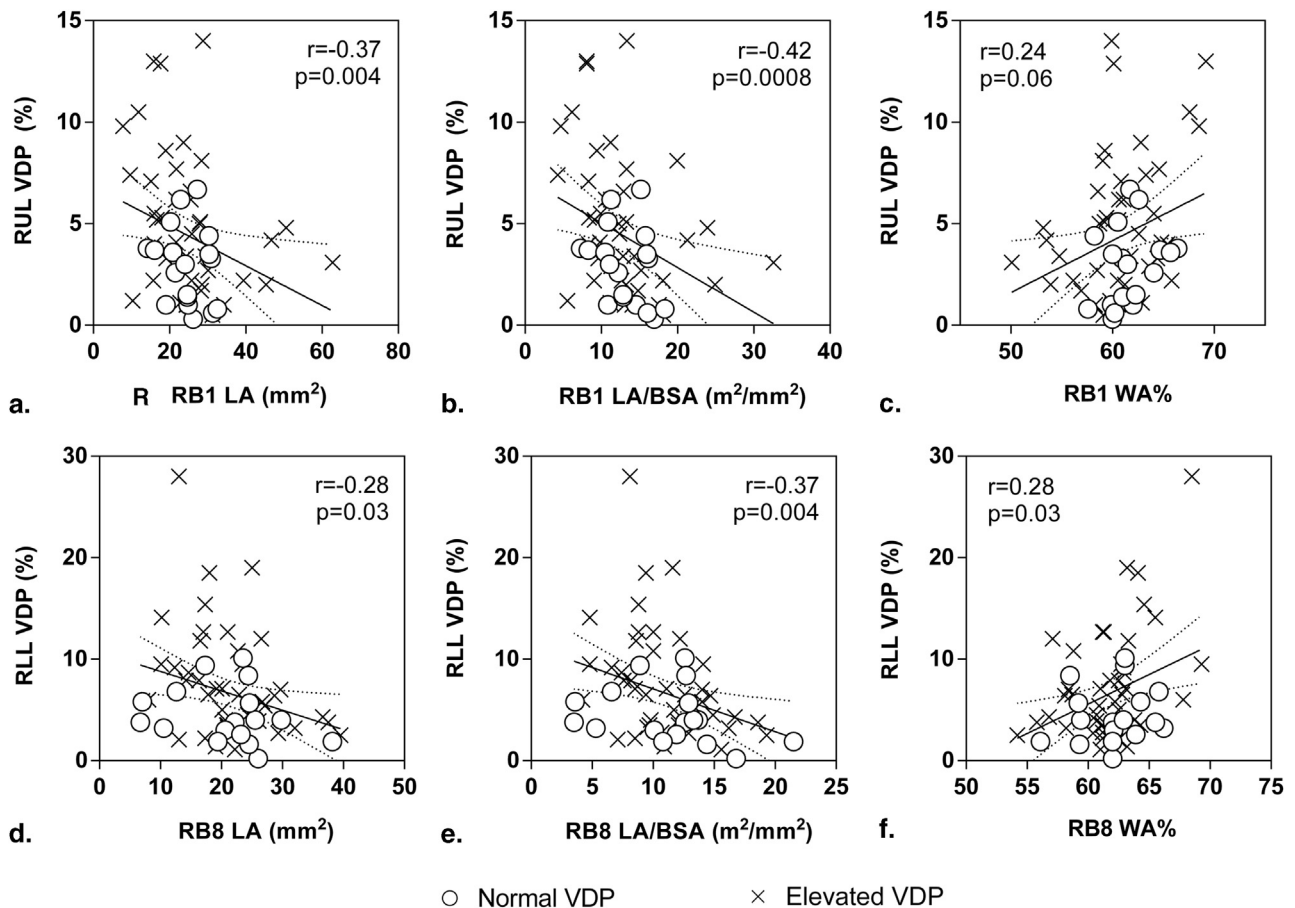 15
10
5
0
RUL VDP (%)
r=-0.37
p=0.004
0 20 40 60 80
R RB1 LA (mm²)
a.
15
10
5
0
RUL VDP (%)
r=-0.42
p=0.0008
0 10 20 30 40
RB1 LA/BSA (m²/mm²)
b.
15
10
5
0
RUL VDP (%)
r=0.24
p=0.06
50 60 70
RB1 WA%
c.
30
20
10
0
RLL VDP (%)
r=-0.28
p=0.03
0 10 20 30 40 50
RB8 LA (mm²)
d.
30
20
10
0
RLL VDP (%)
r=-0.37
p=0.004
0 5 10 15 20 25
RB8 LA/BSA (m²/mm²)
e.
30
20
10
0
RLL VDP (%)
r=0.28
p=0.03
50 55 60 65 70 75
RB8 WA%
f.
Normal VDP
Elevated VDP